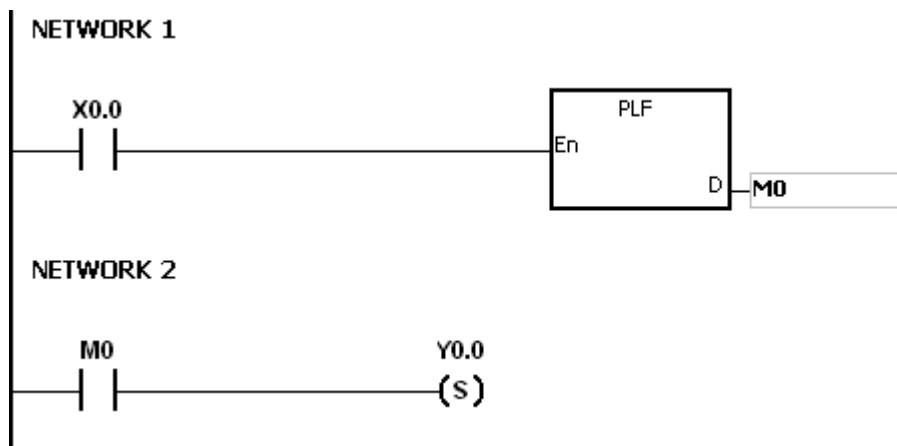 NETWORK 1
X0.0
PLF
En
D M0
NETWORK 2
M0 Y0.0
(S)